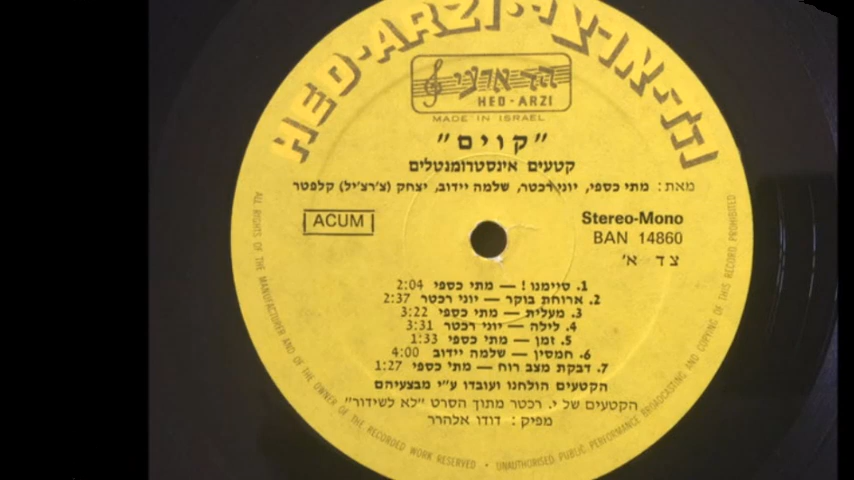 HED-ARZI הד-ארצי
הד ארצי
HED-ARZI
MADE IN ISRAEL
"קוים"
קטעים אינסטרומנטלים
מאת: מתי כספי, יוני רכטר, שלמה יידוב, יצחק (צ'רצ'יל) קלפטר
ACUM
Stereo-Mono
BAN 14860
צד א'
1. סיימנו! — מתי כספי 2:04
2. ארוחת בוקר — יוני רכטר 2:37
3. מעלית — מתי כספי 3:22
4. לילה — יוני רכטר 3:31
5. זמן — מתי כספי 1:33
6. חמסין — שלמה יידוב 4:00
7. דבקת מצב רוח — מתי כספי 1:27
הקטעים הולחנו ועובדו ע"י מבצעיהם
הקטעים של י. רכטר מתוך הסרט "לא לשידור"
מפיק: דודו אלהרר
ALL RIGHTS OF THE MANUFACTURER AND OF THE OWNER OF THE RECORDED WORK RESERVED • UNAUTHORISED PUBLIC PERFORMANCE BROADCASTING AND COPYING OF THIS RECORD PROHIBITED